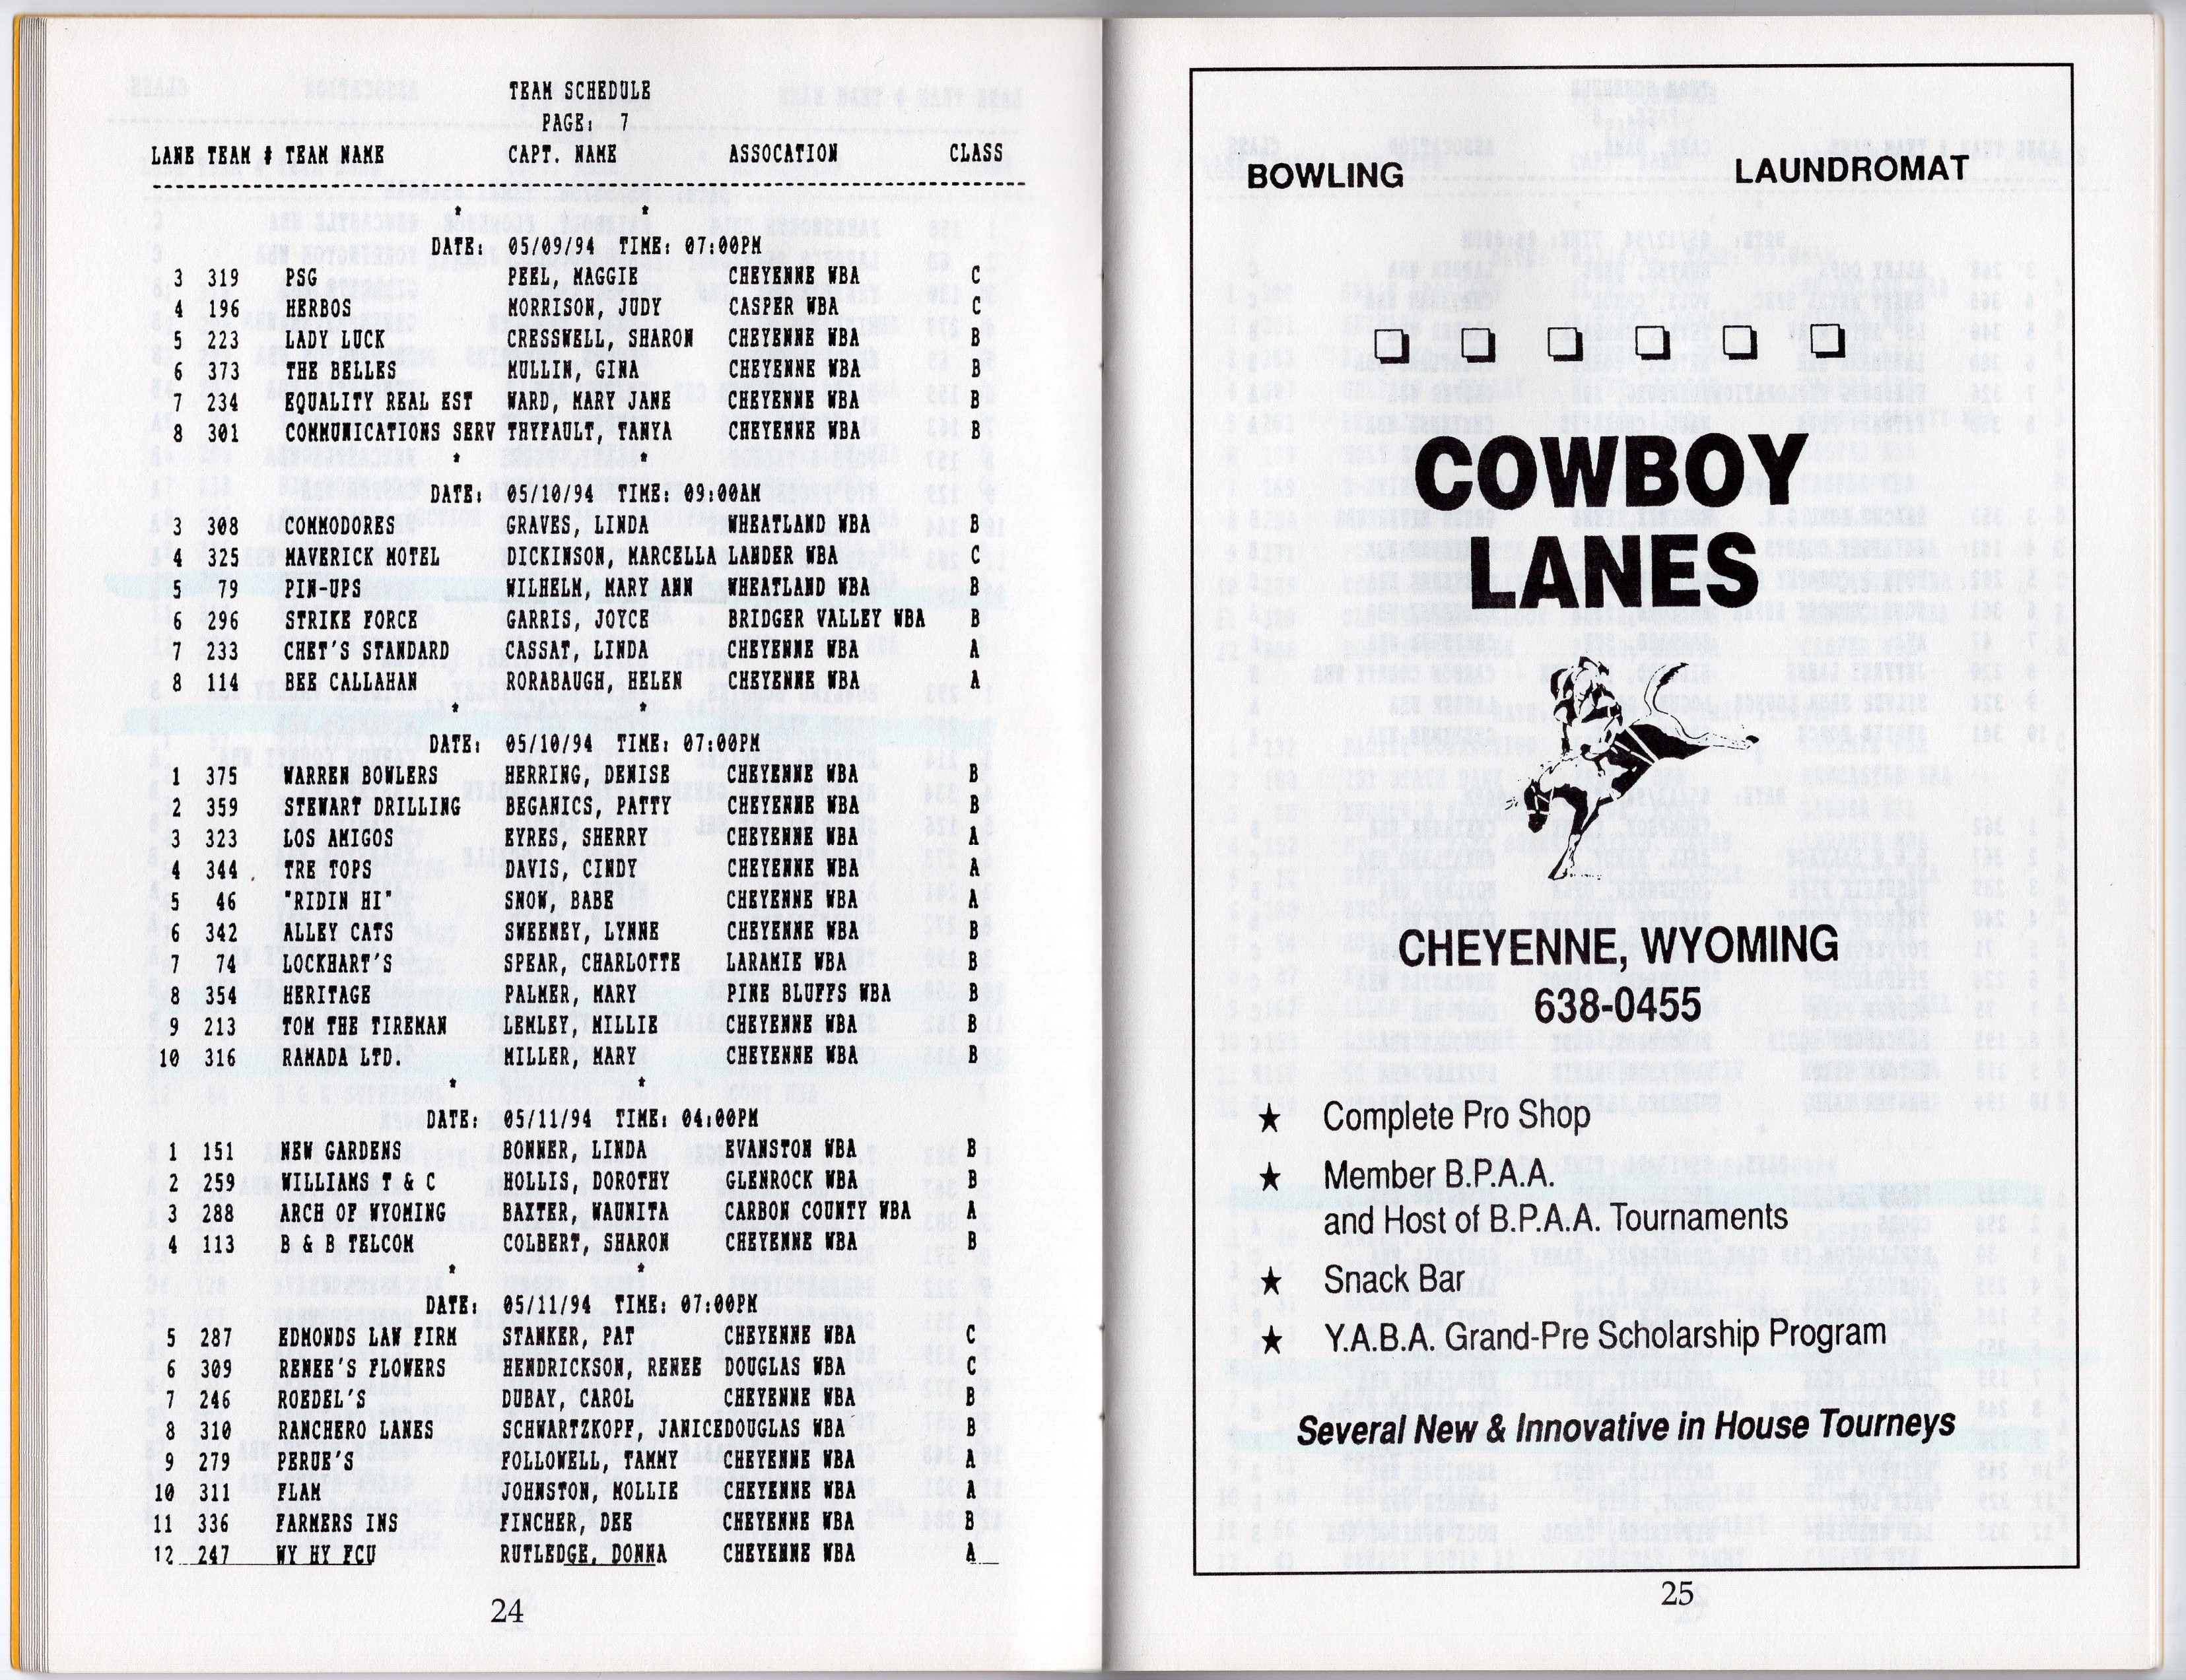 TEAM SCHEDULE
PAGE: 7
LANE TEAM # TEAM NAME CAPT. NAME ASSOCATION CLASS
* *
DATE: 05/09/94 TIME: 07:00PM
3 319 PSG PEEL, MAGGIE CHEYENNE WBA C
4 196 HERBOS MORRISON, JUDY CASPER WBA C
5 223 LADY LUCK CRESSWELL, SHARON CHEYENNE WBA B
6 373 THE BELLES MULLIN, GINA CHEYENNE WBA B
7 234 EQUALITY REAL EST WARD, MARY JANE CHEYENNE WBA B
8 301 COMMUNICATIONS SERV THYFAULT, TANYA CHEYENNE WBA B
* *
DATE: 05/10/94 TIME: 09:00AM
3 308 COMMODORES GRAVES, LINDA WHEATLAND WBA B
4 325 MAVERICK MOTEL DICKINSON, MARCELLA LANDER WBA C
5 79 PIN-UPS WILHELM, MARY ANN WHEATLAND WBA B
6 296 STRIKE FORCE GARRIS, JOYCE BRIDGER VALLEY WBA B
7 233 CHET'S STANDARD CASSAT, LINDA CHEYENNE WBA A
8 114 BEE CALLAHAN RORABAUGH, HELEN CHEYENNE WBA A
* *
DATE: 05/10/94 TIME: 07:00PM
1 375 WARREN BOWLERS HERRING, DENISE CHEYENNE WBA B
2 359 STEWART DRILLING BEGANICS, PATTY CHEYENNE WBA B
3 323 LOS AMIGOS EYRES, SHERRY CHEYENNE WBA A
4 344 TRE TOPS DAVIS, CINDY CHEYENNE WBA A
5 46 "RIDIN HI" SNOW, BABE CHEYENNE WBA A
6 342 ALLEY CATS SWEENEY, LYNNE CHEYENNE WBA B
7 74 LOCKHART'S SPEAR, CHARLOTTE LARAMIE WBA B
8 354 HERITAGE PALMER, MARY PINE BLUFFS WBA B
9 213 TOM THE TIREMAN LEMLEY, MILLIE CHEYENNE WBA B
10 316 RAMADA LTD. MILLER, MARY CHEYENNE WBA B
* *
DATE: 05/11/94 TIME: 04:00PM
1 151 NEW GARDENS BONNER, LINDA EVANSTON WBA B
2 259 WILLIAMS T & C HOLLIS, DOROTHY GLENROCK WBA B
3 288 ARCH OF WYOMING BAXTER, WAUNITA CARBON COUNTY WBA A
4 113 B & B TELCOM COLBERT, SHARON CHEYENNE WBA B
* *
DATE: 05/11/94 TIME: 07:00PM
5 287 EDMONDS LAW FIRM STANKER, PAT CHEYENNE WBA C
6 309 RENEE'S FLOWERS HENDRICKSON, RENEE DOUGLAS WBA C
7 246 ROEDEL'S DUBAY, CAROL CHEYENNE WBA B
8 310 RANCHERO LANES SCHWARTZKOPF, JANICEDOUGLAS WBA B
9 279 PERUE'S FOLLOWELL, TAMMY CHEYENNE WBA A
10 311 FLAM JOHNSTON, MOLLIE CHEYENNE WBA A
11 336 FARMERS INS FINCHER, DEE CHEYENNE WBA B
12 247 WY HY FCU RUTLEDGE, DONNA CHEYENNE WBA A
24
BOWLING LAUNDROMAT
COWBOY
LANES
CHEYENNE, WYOMING
638-0455
★ Complete Pro Shop
★ Member B.P.A.A.
and Host of B.P.A.A. Tournaments
★ Snack Bar
★ Y.A.B.A. Grand-Pre Scholarship Program
Several New & Innovative in House Tourneys
25